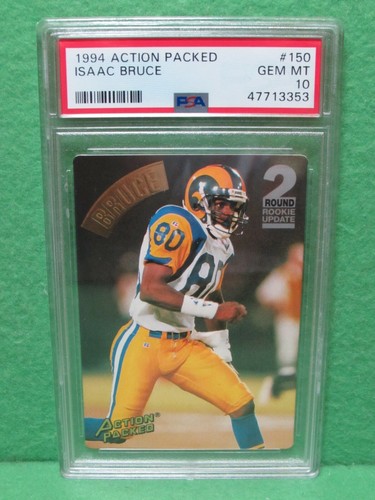 1994 ACTION PACKED #150
ISAAC BRUCE GEM MT
10
PSA 47713353
BRUCE
2
ROUND
ROOKIE
UPDATE
80
80
ACTION
PACKED